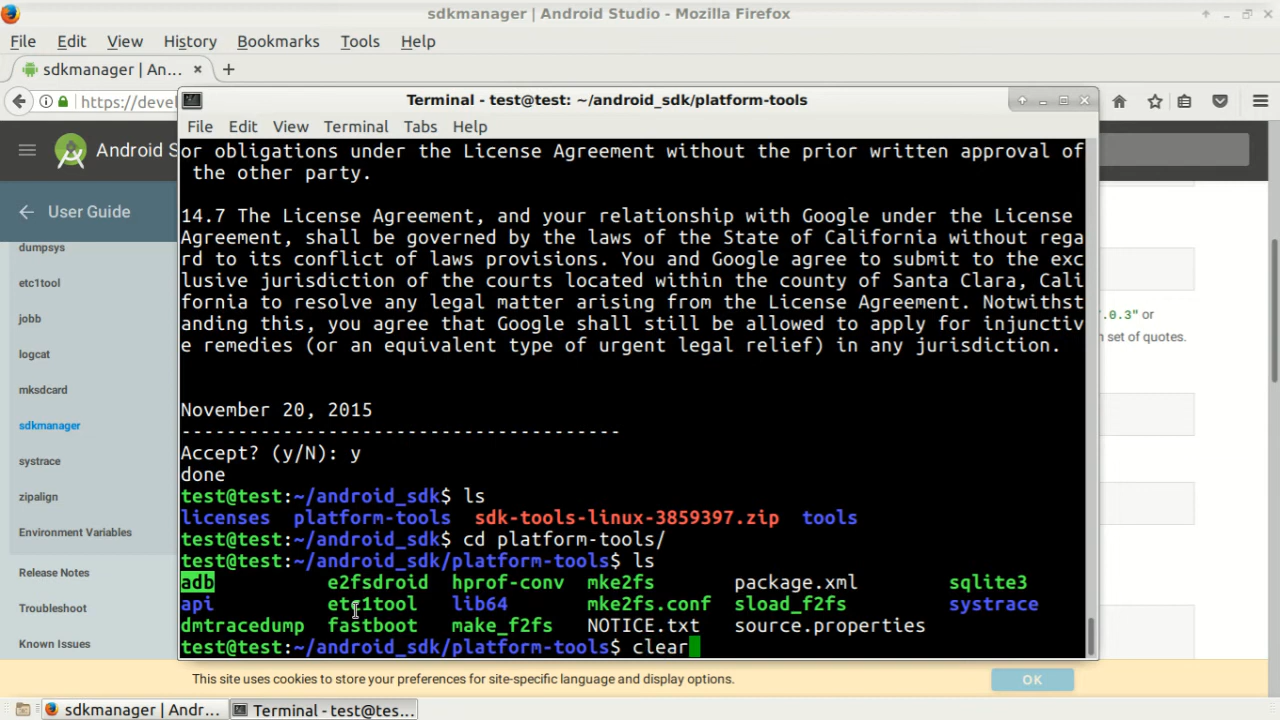 sdkmanager | Android Studio - Mozilla Firefox
File Edit View History Bookmarks Tools Help
sdkmanager | An... × +
https://deve
Terminal - test@test: ~/android_sdk/platform-tools
File Edit View Terminal Tabs Help
Android S
User Guide
dumpsys
etc1tool
jobb
logcat
mksdcard
sdkmanager
systrace
zipalign
Environment Variables
Release Notes
Troubleshoot
Known Issues
or obligations under the License Agreement without the prior written approval of
the other party.
14.7 The License Agreement, and your relationship with Google under the License
Agreement, shall be governed by the laws of the State of California without rega
rd to its conflict of laws provisions. You and Google agree to submit to the exc
lusive jurisdiction of the courts located within the county of Santa Clara, Cali
fornia to resolve any legal matter arising from the License Agreement. Notwithst
anding this, you agree that Google shall still be allowed to apply for injunctiv
e remedies (or an equivalent type of urgent legal relief) in any jurisdiction.
November 20, 2015
---------------------------------------
Accept? (y/N): y
done
test@test:~/android_sdk$ ls
licenses platform-tools sdk-tools-linux-3859397.zip tools
test@test:~/android_sdk$ cd platform-tools/
test@test:~/android_sdk/platform-tools$ ls
adb e2fsdroid hprof-conv mke2fs package.xml sqlite3
api etc1tool lib64 mke2fs.conf sload_f2fs systrace
dmtracedump fastboot make_f2fs NOTICE.txt source.properties
test@test:~/android_sdk/platform-tools$ clear
.0.3" or
n set of quotes.
This site uses cookies to store your preferences for site-specific language and display options.
OK
sdkmanager | Andr...
Terminal - test@tes...